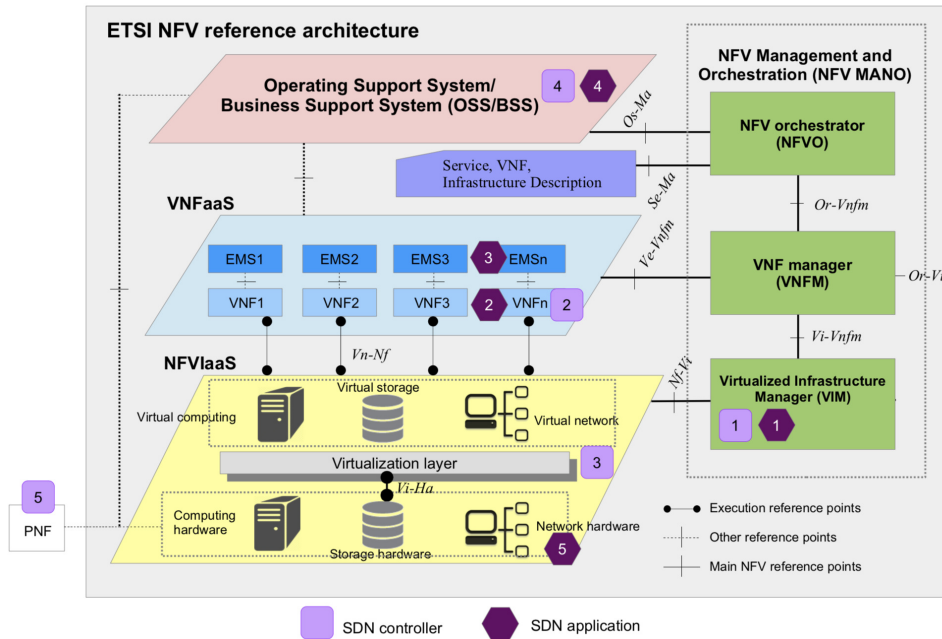 ETSI NFV reference architecture
NFV Management and
Orchestration (NFV MANO)
Operating Support System/
Business Support System (OSS/BSS)
4
4
Os-Ma
NFV orchestrator
(NFVO)
Service, VNF,
Infrastructure Description
Se-Ma
Or-Vnfm
VNFaaS
EMS1
EMS2
EMS3
3
EMSn
VNF1
VNF2
VNF3
2
VNFn
2
Ve-Vnfm
VNF manager
(VNFM)
Or-Vi
Vn-Nf
Vi-Vnfm
NFVIaaS
Nf-Vi
Virtualized Infrastructure
Manager (VIM)
1
1
Virtual storage
Virtual computing
Virtual network
Virtualization layer
3
Vi-Ha
5
PNF
Computing
hardware
Storage hardware
Network hardware
5
Execution reference points
Other reference points
Main NFV reference points
SDN controller
SDN application